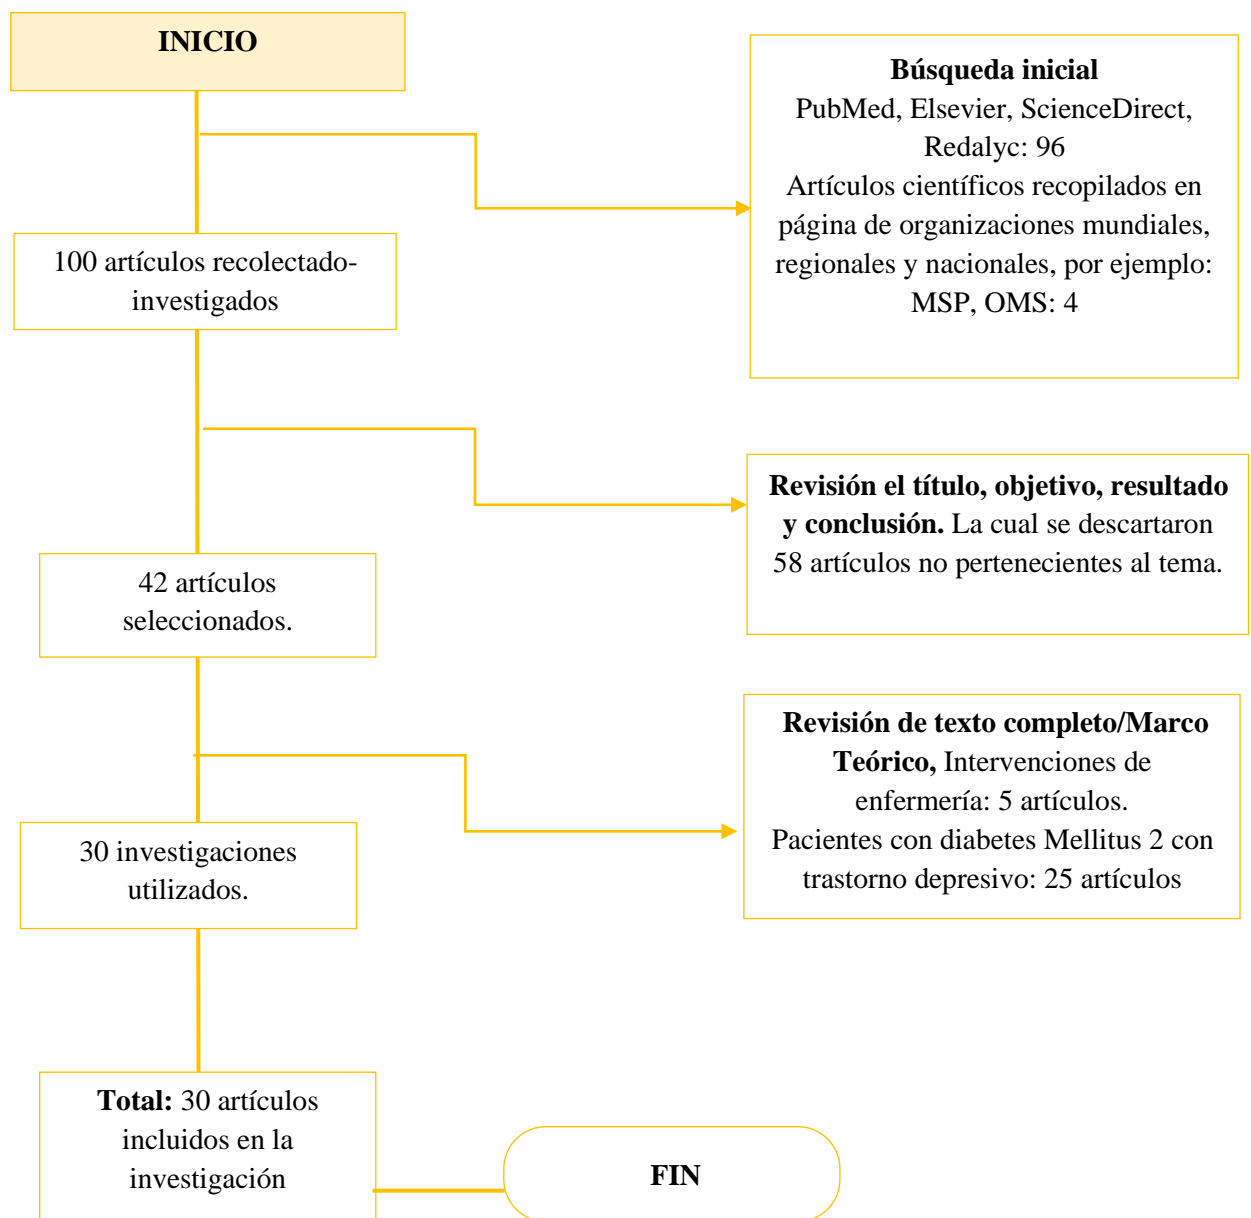 INICIO
Búsqueda inicial
PubMed, Elsevier, ScienceDirect,
Redalyc: 96
Artículos científicos recopilados en
página de organizaciones mundiales,
regionales y nacionales, por ejemplo:
MSP, OMS: 4
100 artículos recolectado-
investigados
Revisión el título, objetivo, resultado
y conclusión. La cual se descartaron
58 artículos no pertenecientes al tema.
42 artículos
seleccionados.
Revisión de texto completo/Marco
Teórico, Intervenciones de
enfermería: 5 artículos.
Pacientes con diabetes Mellitus 2 con
trastorno depresivo: 25 artículos
30 investigaciones
utilizados.
Total: 30 artículos
incluidos en la
investigación
FIN